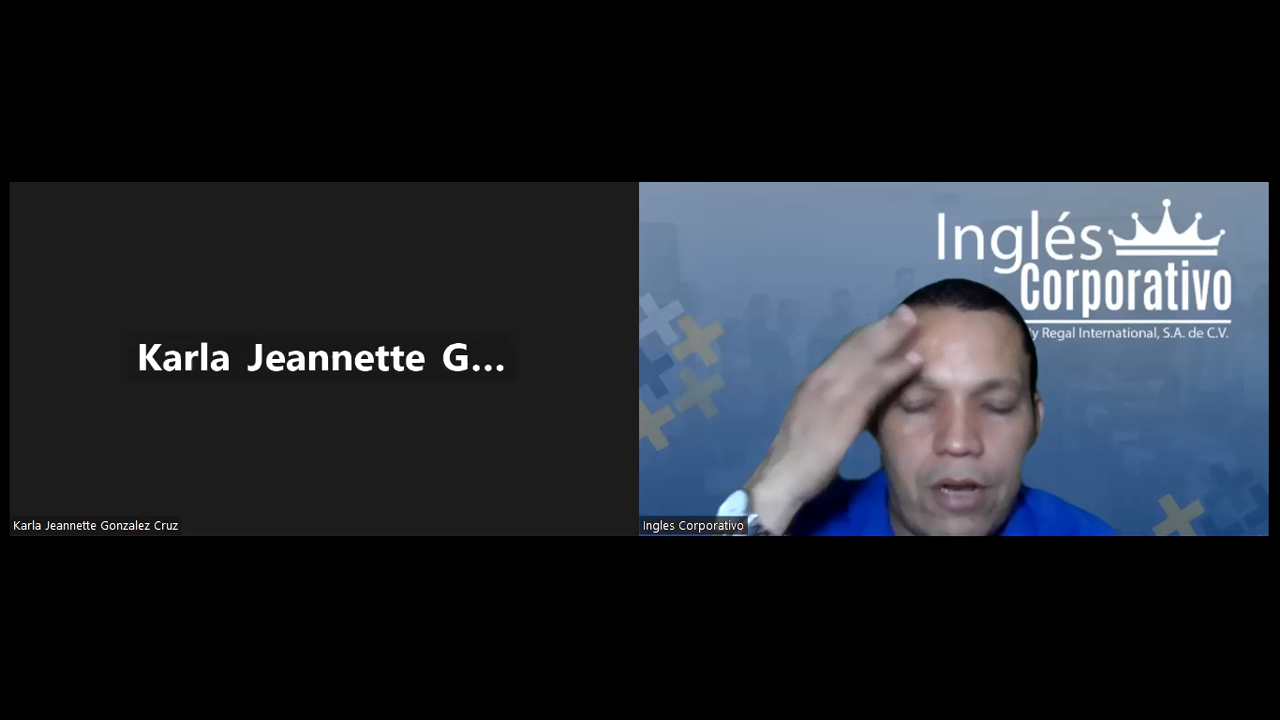 Karla Jeannette G...
Karla Jeannette Gonzalez Cruz
Inglés
Corporativo
y Regal International, S.A. de C.V.
Ingles Corporativo